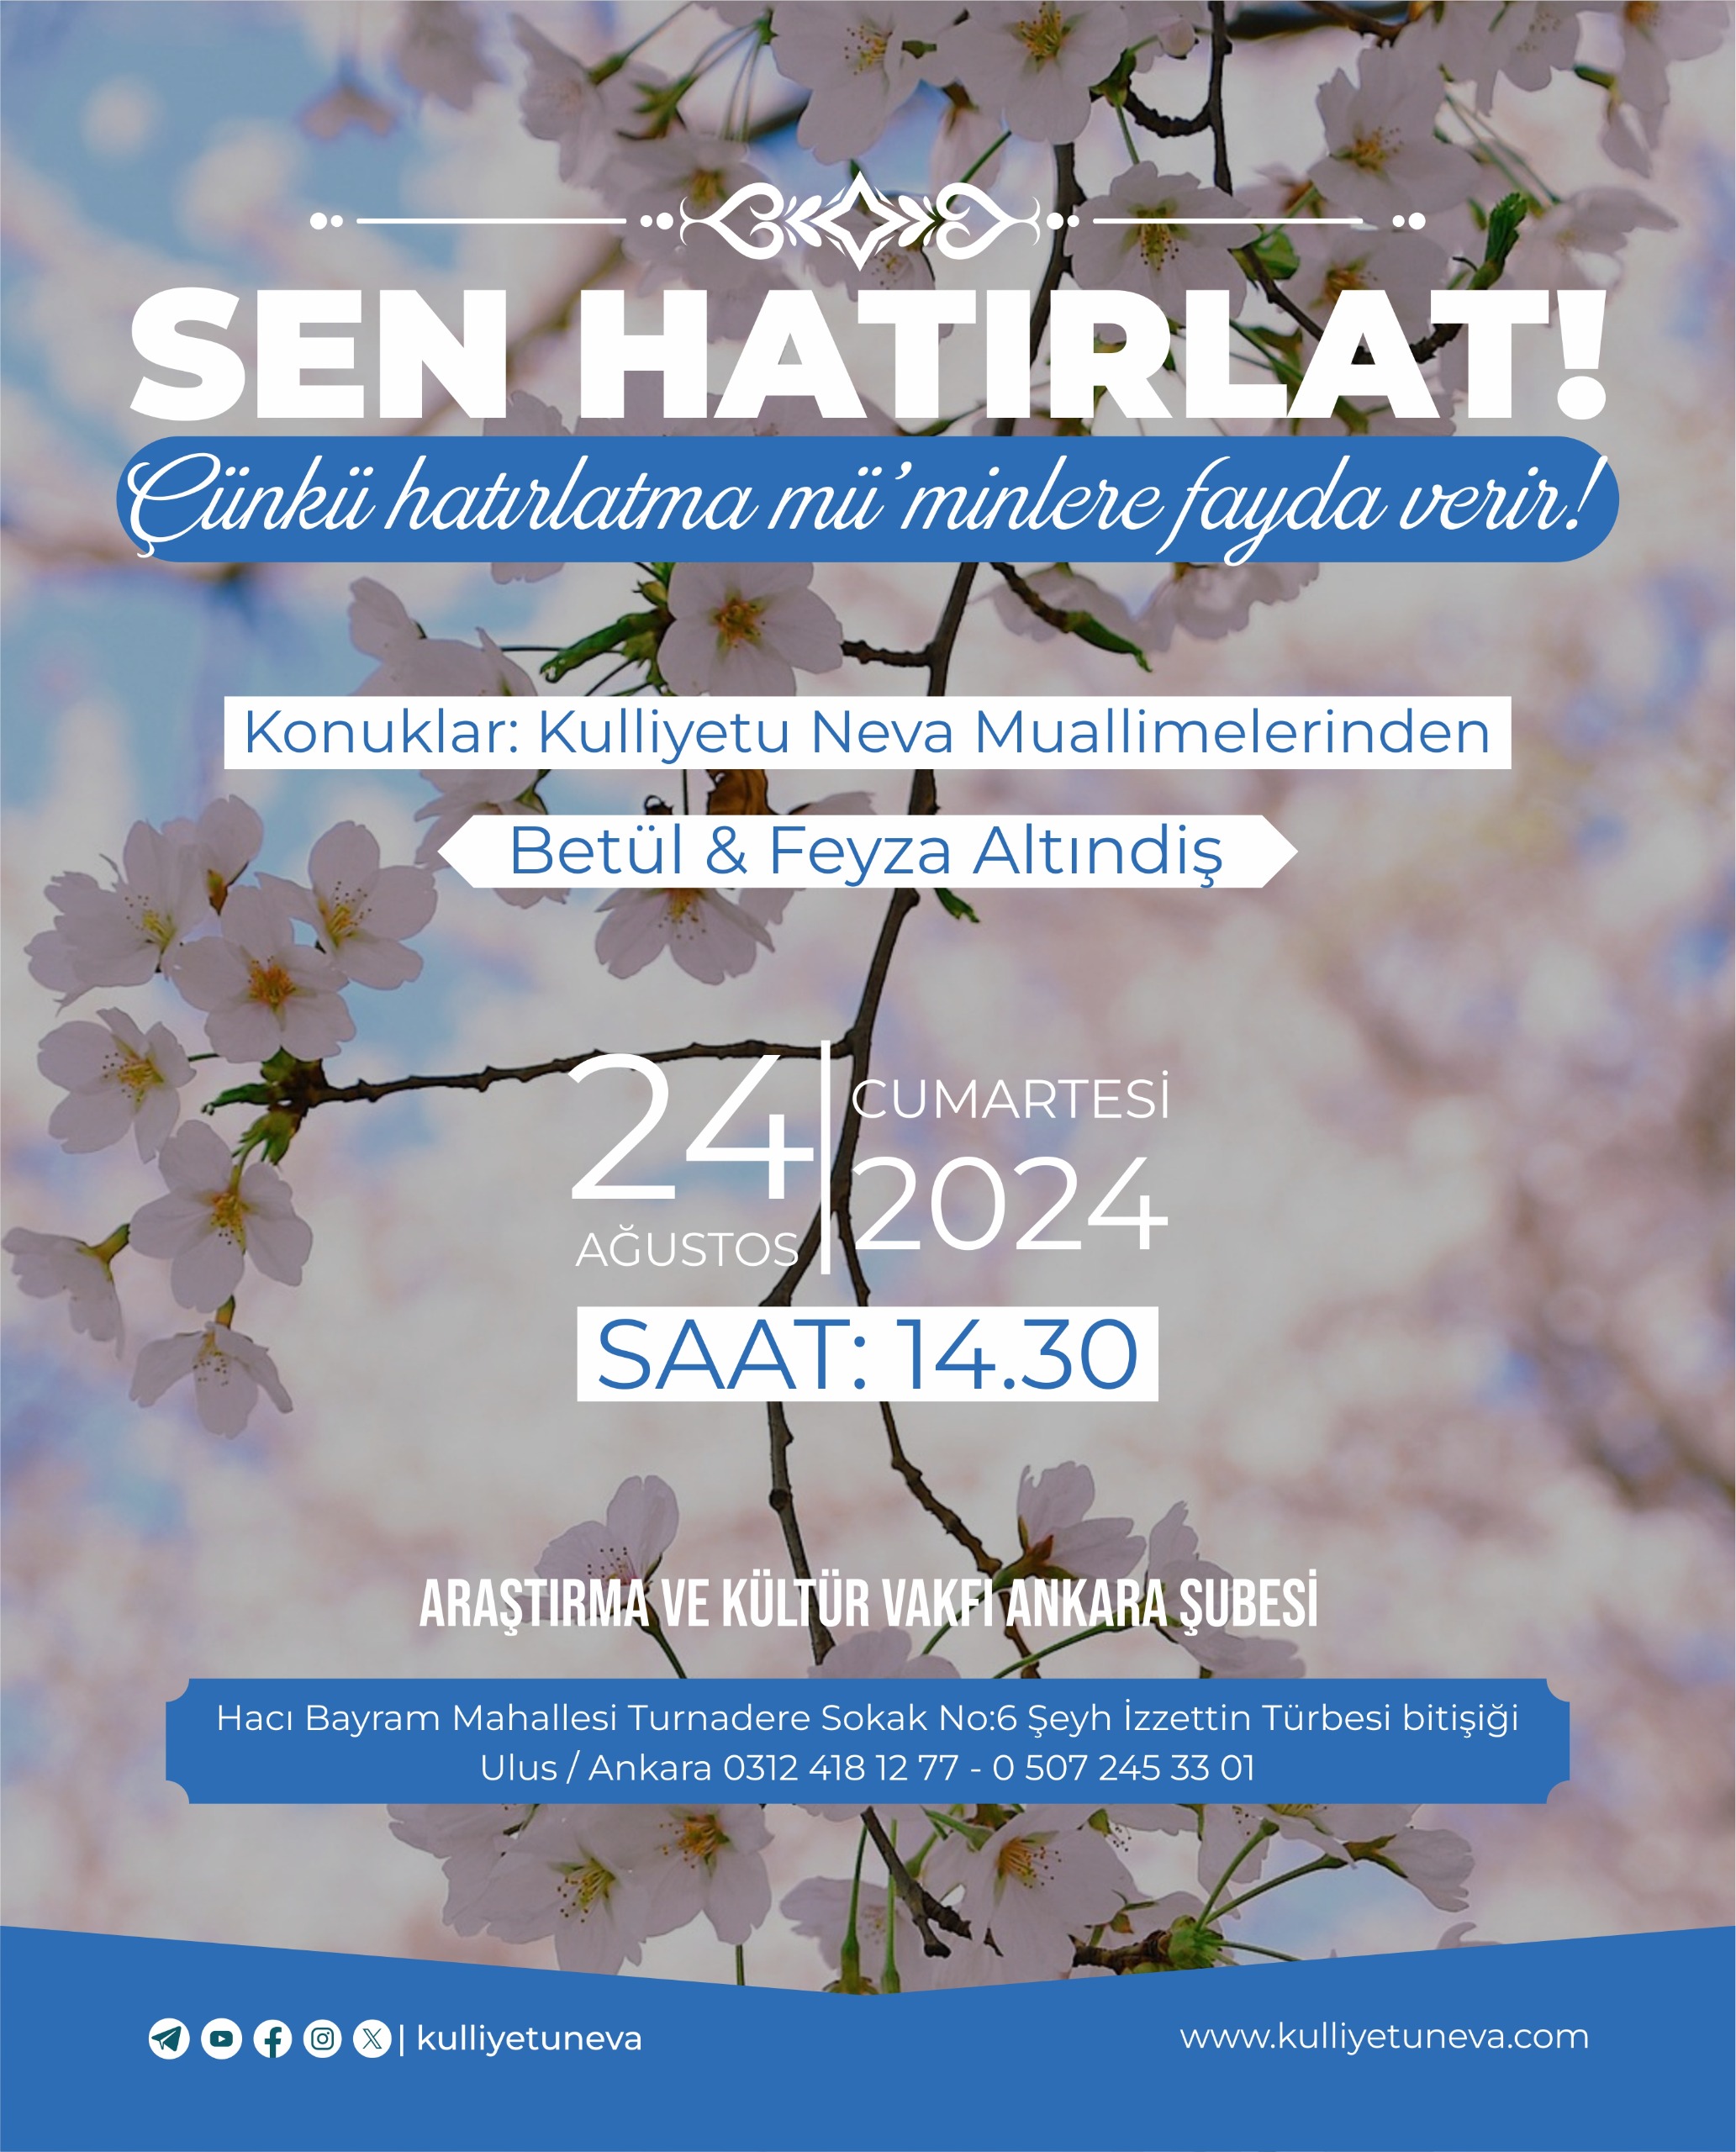 SEN HATIRLAT!
Çünkü hatırlatma mü'minlere fayda verir!
Konuklar: Kulliyetu Neva Muallimelerinden
Betül & Feyza Altındiş
24
AĞUSTOS
CUMARTESİ
2024
SAAT: 14.30
ARAŞTIRMA VE KÜLTÜR VAKFI ANKARA ŞUBESİ
Hacı Bayram Mahallesi Turnadere Sokak No:6 Şeyh İzzettin Türbesi bitişiği
Ulus / Ankara 0312 418 12 77 - 0 507 245 33 01
| kulliyetuneva
www.kulliyetuneva.com